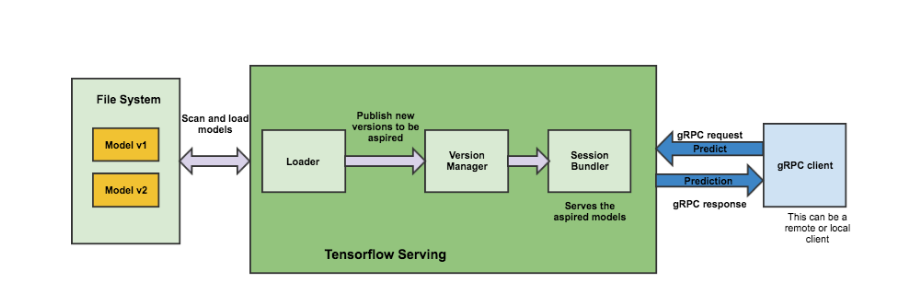 File System
Model v1
Model v2
Scan and load
models
Loader
Publish new
versions to be
aspired
Version
Manager
Session
Bundler
Serves the
aspired models
Tensorflow Serving
gRPC request
Predict
Prediction
gRPC response
gRPC client
This can be a
remote or local
client